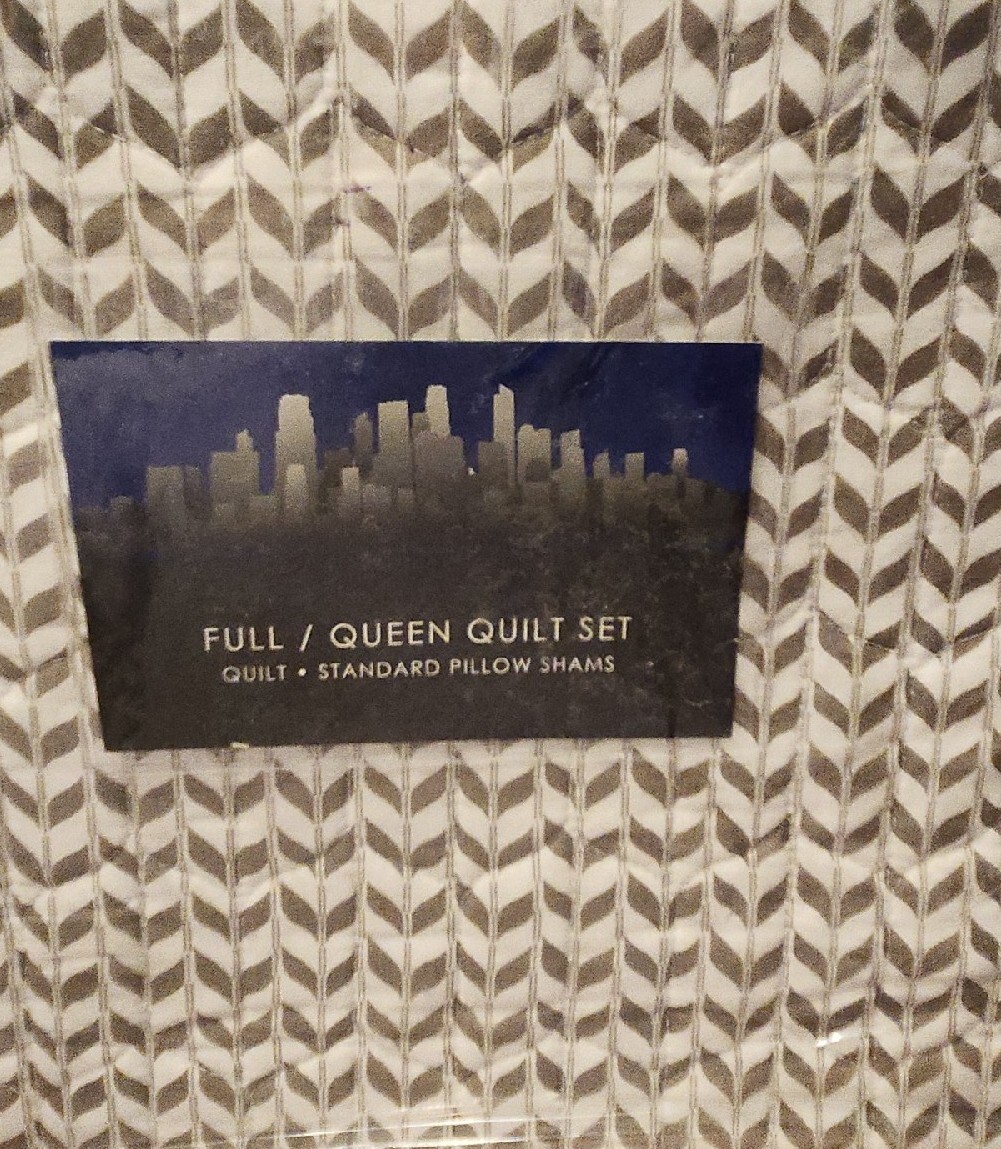 FULL / QUEEN QUILT SET
QUILT • STANDARD PILLOW SHAMS